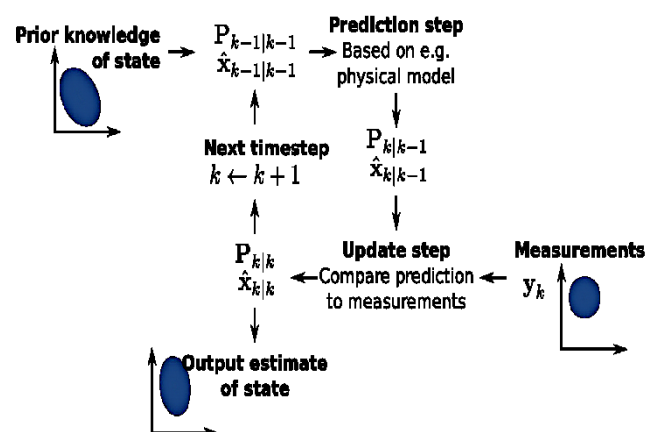 Prior knowledge
of state
P_{k-1|k-1}
x̂_{k-1|k-1}
Prediction step
Based on e.g.
physical model
Next timestep
k ← k + 1
P_{k|k-1}
x̂_{k|k-1}
P_{k|k}
x̂_{k|k}
Update step
Compare prediction
to measurements
Measurements
y_k
Output estimate
of state